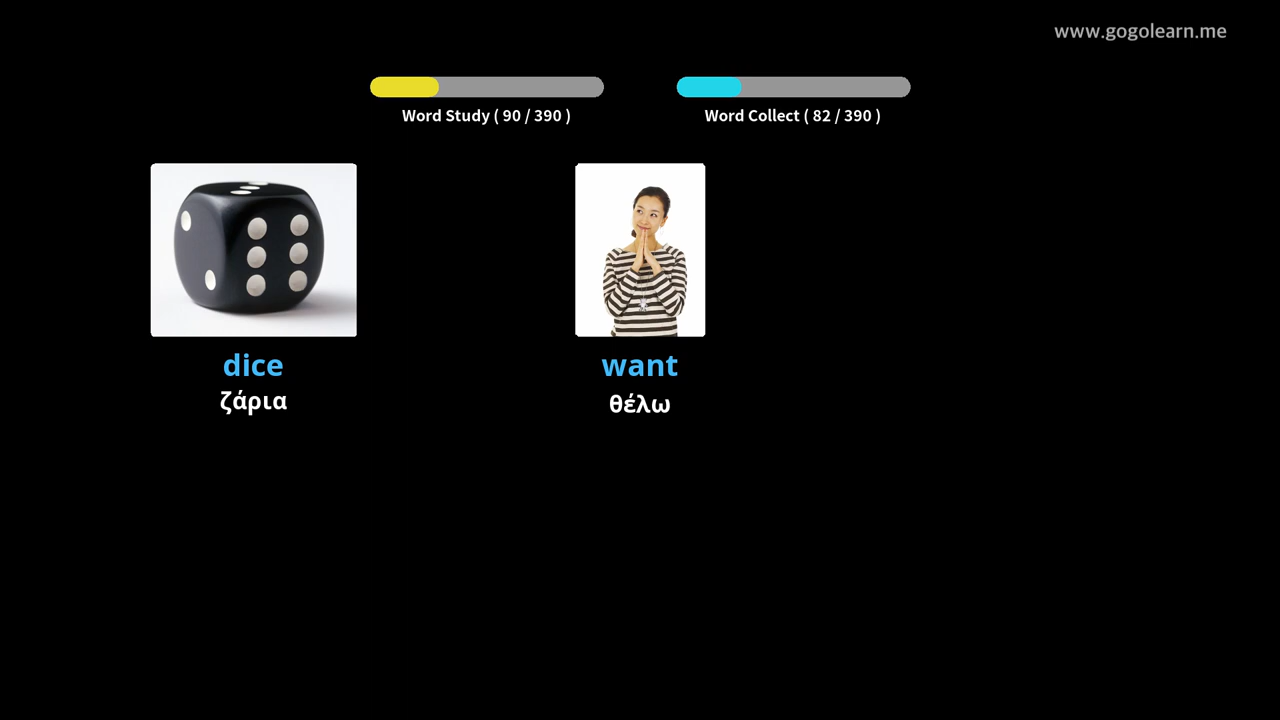 www.gogolearn.me
Word Study ( 90 / 390 )
Word Collect ( 82 / 390 )
dice
ζάρια
want
θέλω